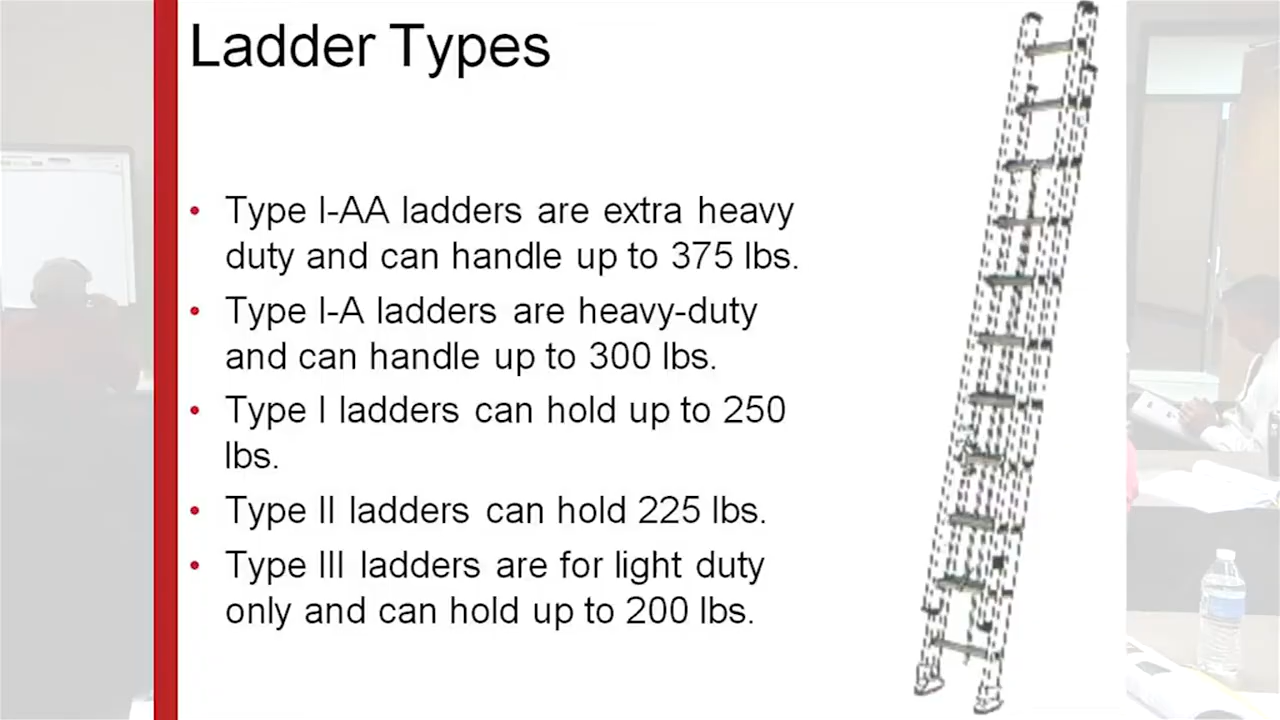 Ladder Types
• Type I-AA ladders are extra heavy
duty and can handle up to 375 lbs.
• Type I-A ladders are heavy-duty
and can handle up to 300 lbs.
• Type I ladders can hold up to 250
lbs.
• Type II ladders can hold 225 lbs.
• Type III ladders are for light duty
only and can hold up to 200 lbs.